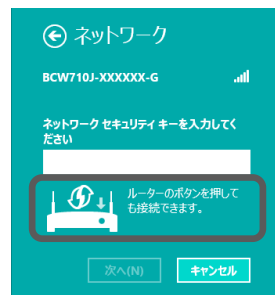 ネットワーク
BCW710J-XXXXXX-G
ネットワーク セキュリティ キーを入力してく
ださい
ルーターのボタンを押して
も接続できます。
次へ(N)
キャンセル